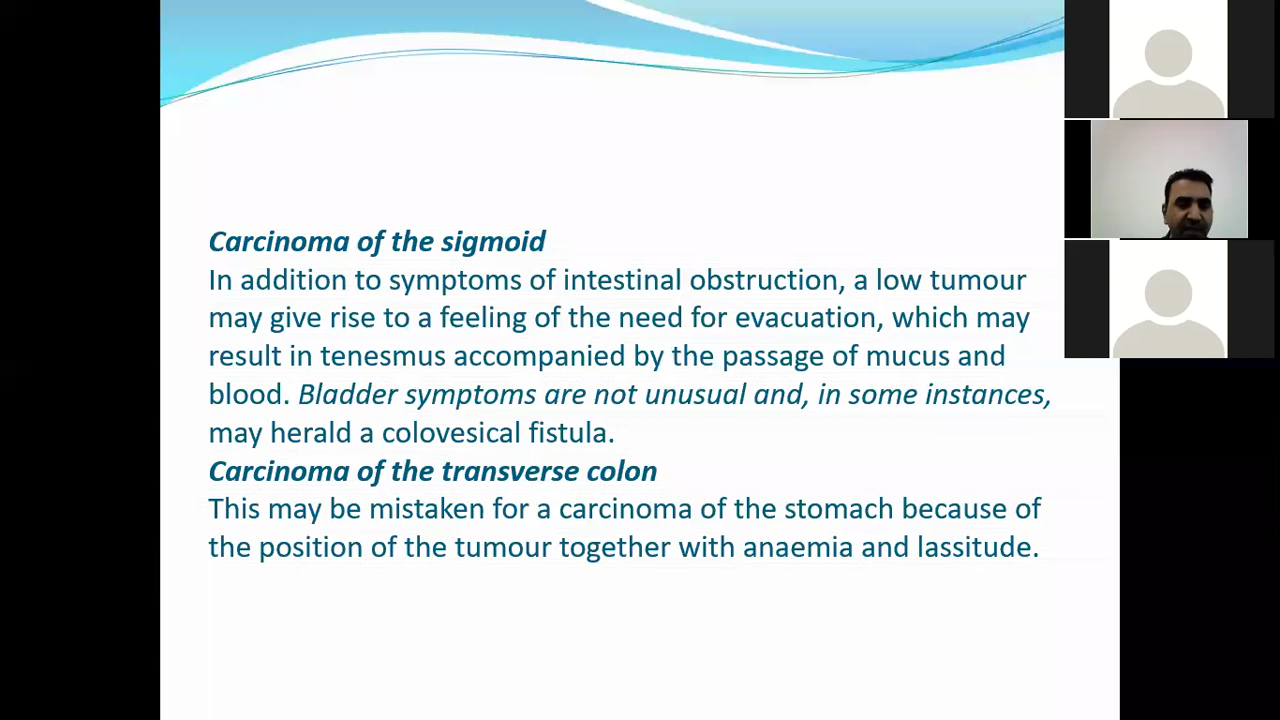 Carcinoma of the sigmoid
In addition to symptoms of intestinal obstruction, a low tumour
may give rise to a feeling of the need for evacuation, which may
result in tenesmus accompanied by the passage of mucus and
blood. Bladder symptoms are not unusual and, in some instances,
may herald a colovesical fistula.
Carcinoma of the transverse colon
This may be mistaken for a carcinoma of the stomach because of
the position of the tumour together with anaemia and lassitude.